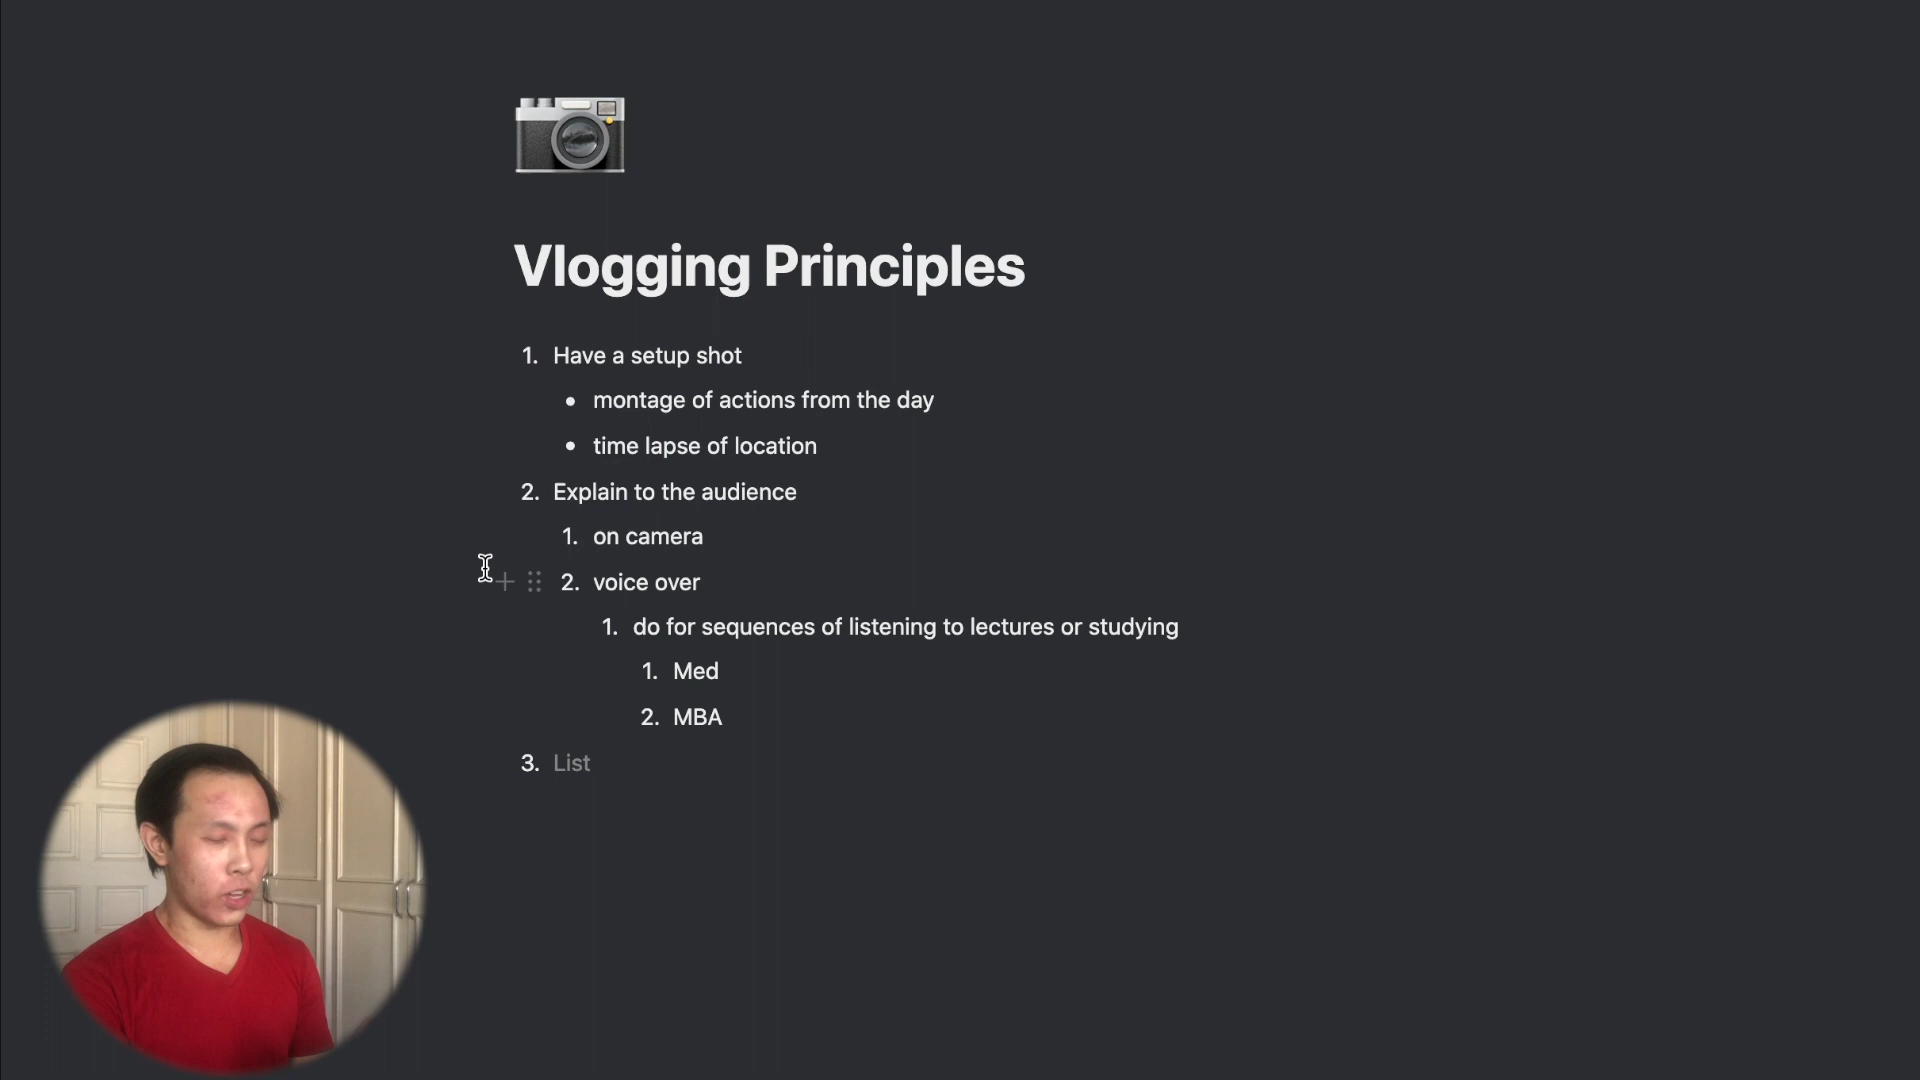 Vlogging Principles
1. Have a setup shot
• montage of actions from the day
• time lapse of location
2. Explain to the audience
1. on camera
2. voice over
1. do for sequences of listening to lectures or studying
1. Med
2. MBA
3. List